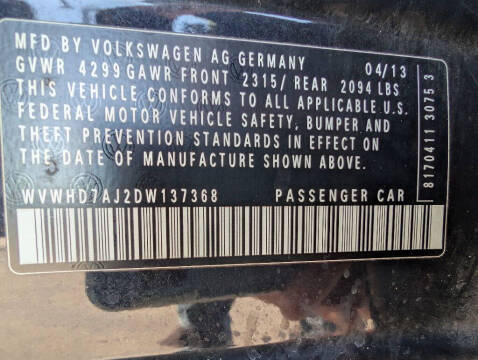 MFD BY VOLKSWAGEN AG GERMANY 04/13
GVWR 4299 GAWR FRONT 2315/ REAR 2094 LBS
THIS VEHICLE CONFORMS TO ALL APPLICABLE U.S.
FEDERAL MOTOR VEHICLE SAFETY, BUMPER AND
THEFT PREVENTION STANDARDS IN EFFECT ON
THE DATE OF MANUFACTURE SHOWN ABOVE.
WVWHD7AJ2DW137368 PASSENGER CAR
8170411 3075 3